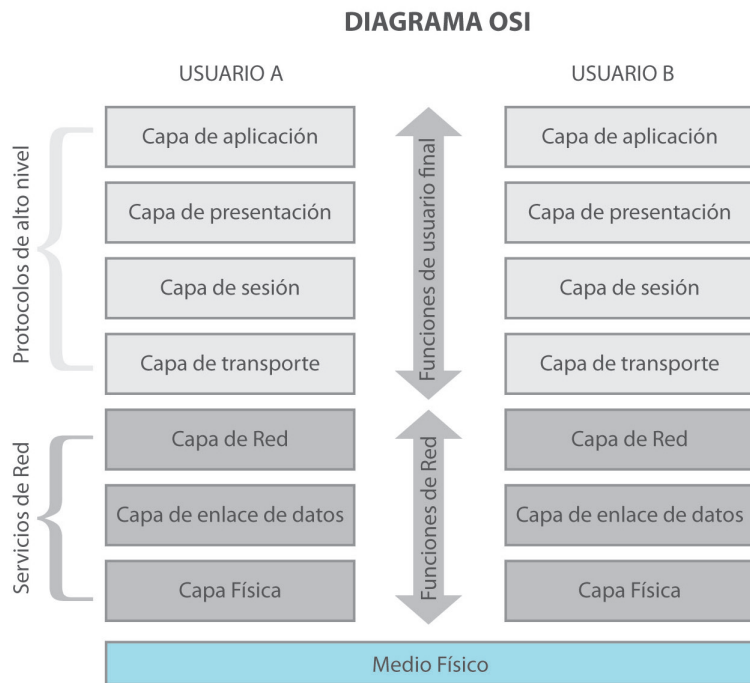 DIAGRAMA OSI
USUARIO A
USUARIO B
Protocolos de alto nivel
Capa de aplicación
Capa de presentación
Capa de sesión
Capa de transporte
Funciones de usuario final
Capa de aplicación
Capa de presentación
Capa de sesión
Capa de transporte
Servicios de Red
Capa de Red
Capa de enlace de datos
Capa Física
Funciones de Red
Capa de Red
Capa de enlace de datos
Capa Física
Medio Físico